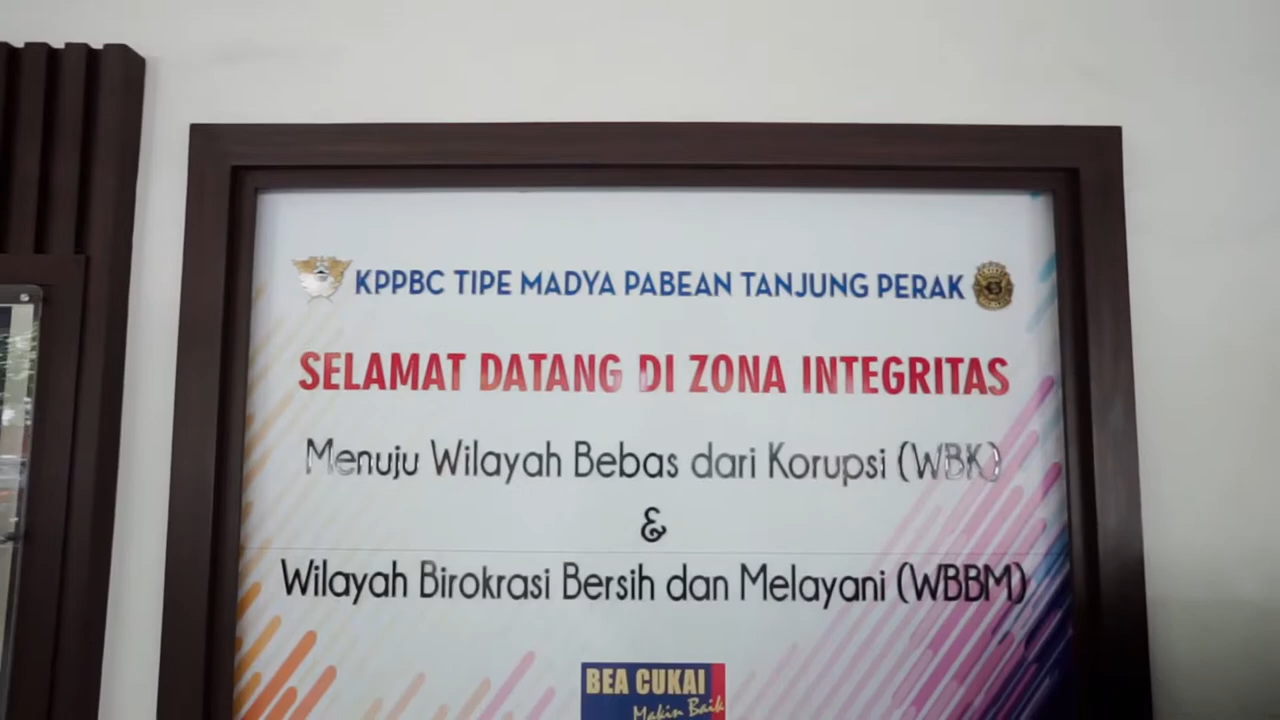 KPPBC TIPE MADYA PABEAN TANJUNG PERAK
SELAMAT DATANG DI ZONA INTEGRITAS
Menuju Wilayah Bebas dari Korupsi (WBK)
&
Wilayah Birokrasi Bersih dan Melayani (WBBM)
BEA CUKAI
Makin Baik